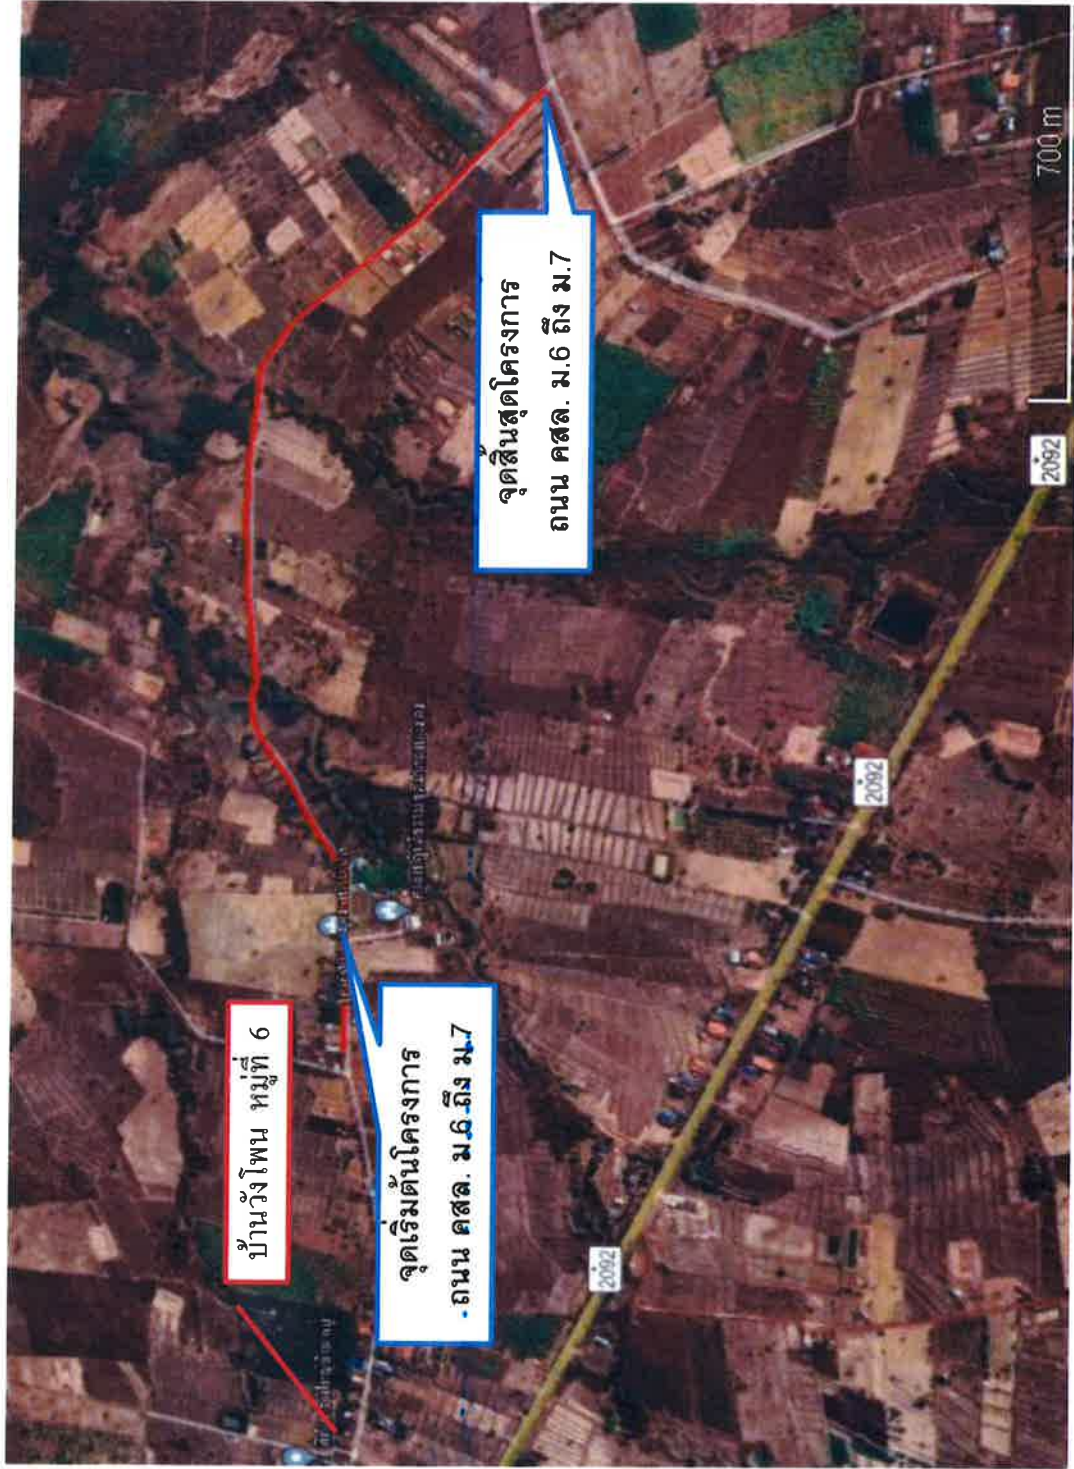 บ้านวังโพน หมู่ที่ 6
จุดเริ่มต้นโครงการ
ถนน คสล. ม.6 ถึง ม.7
จุดสิ้นสุดโครงการ
ถนน คสล. ม.6 ถึง ม.7
2092
2092
2092
700 m